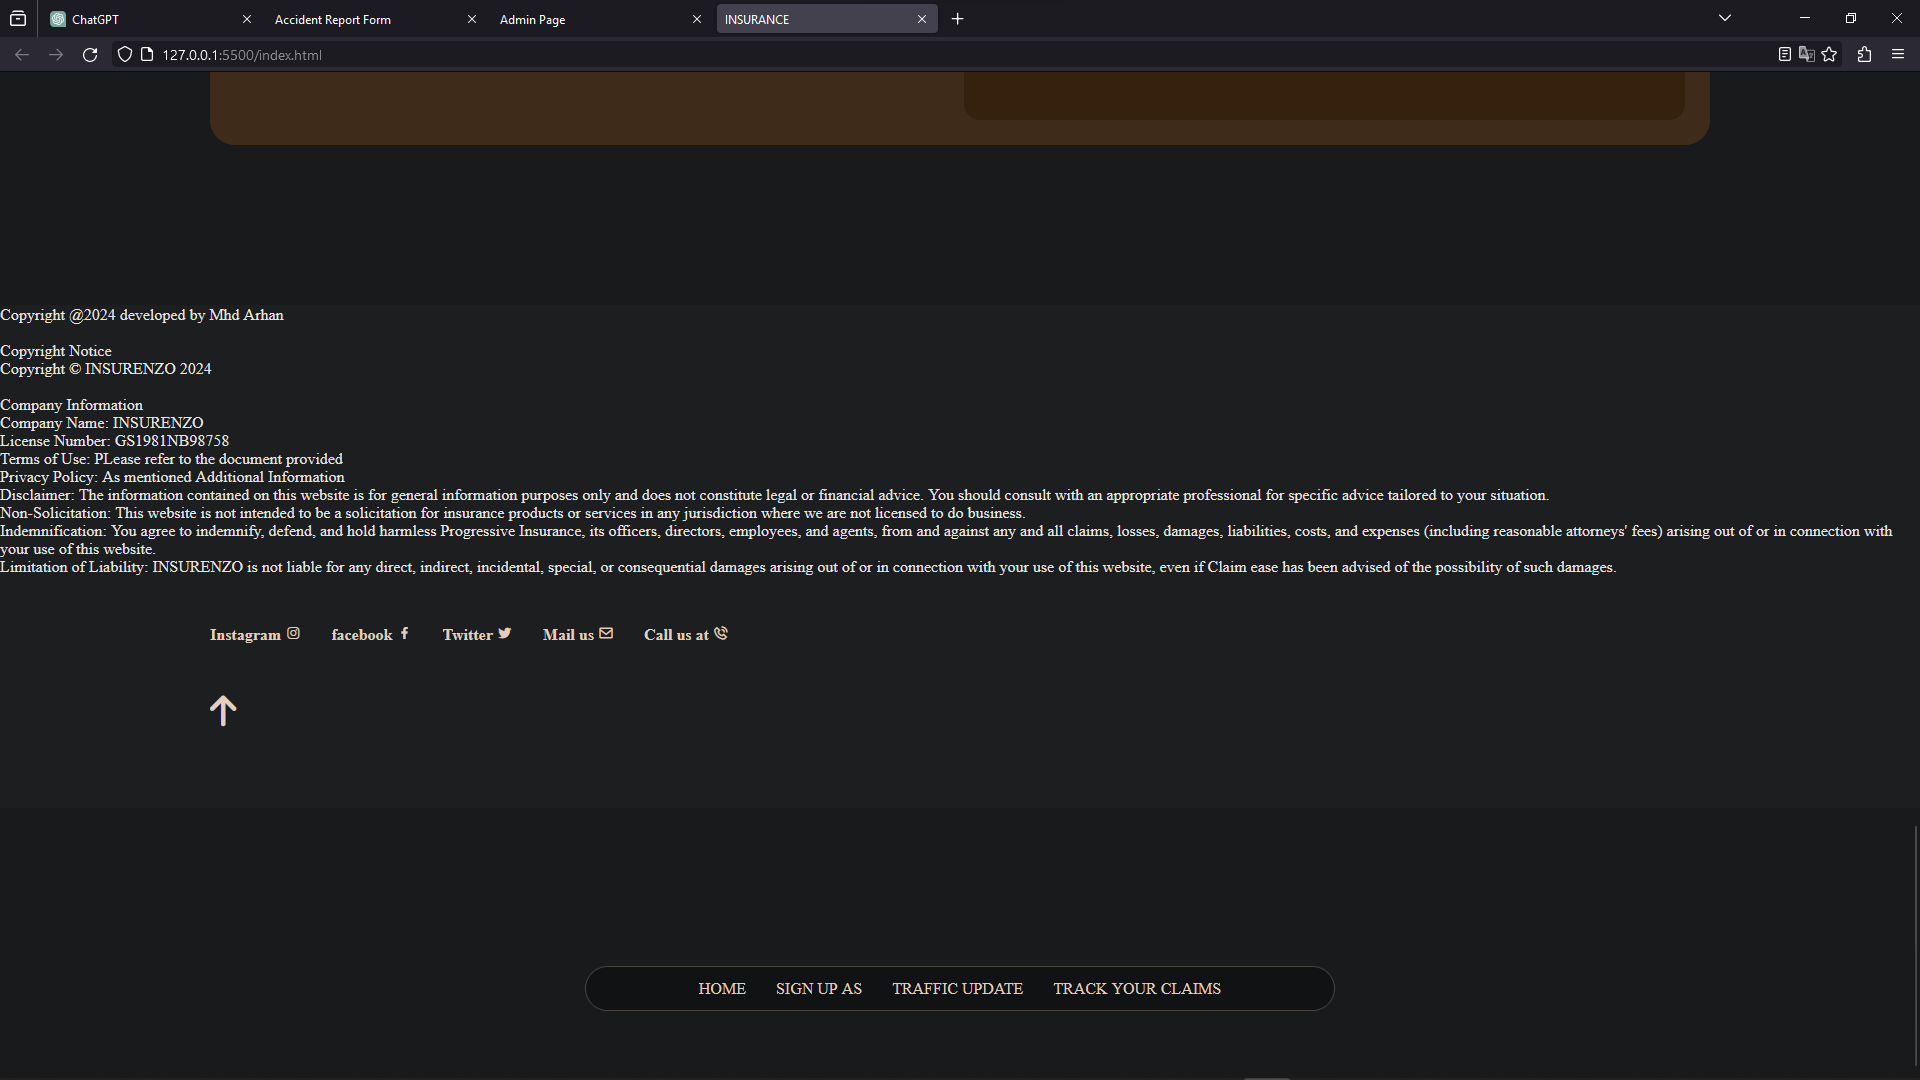 ChatGPT
Accident Report Form
Admin Page
INSURANCE
127.0.0.1:5500/index.html
Copyright @2024 developed by Mhd Arhan
Copyright Notice
Copyright © INSURENZO 2024
Company Information
Company Name: INSURENZO
License Number: GS1981NB98758
Terms of Use: PLease refer to the document provided
Privacy Policy: As mentioned Additional Information
Disclaimer: The information contained on this website is for general information purposes only and does not constitute legal or financial advice. You should consult with an appropriate professional for specific advice tailored to your situation.
Non-Solicitation: This website is not intended to be a solicitation for insurance products or services in any jurisdiction where we are not licensed to do business.
Indemnification: You agree to indemnify, defend, and hold harmless Progressive Insurance, its officers, directors, employees, and agents, from and against any and all claims, losses, damages, liabilities, costs, and expenses (including reasonable attorneys' fees) arising out of or in connection with
your use of this website.
Limitation of Liability: INSURENZO is not liable for any direct, indirect, incidental, special, or consequential damages arising out of or in connection with your use of this website, even if Claim ease has been advised of the possibility of such damages.
Instagram facebook Twitter Mail us Call us at
HOME SIGN UP AS TRAFFIC UPDATE TRACK YOUR CLAIMS